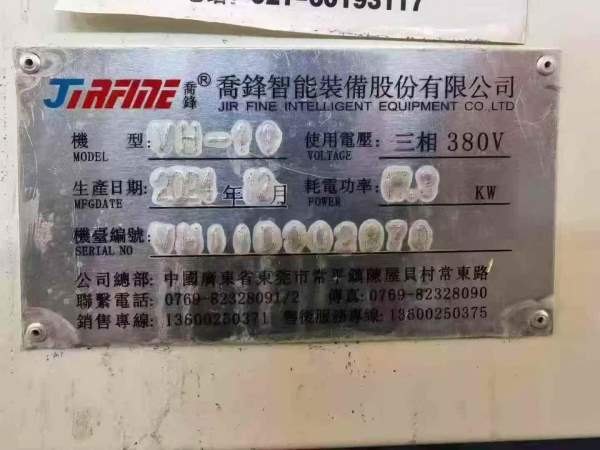 021-60193117
JIRFINE 喬鋒® 喬鋒智能裝備股份有限公司
JIR FINE INTELLIGENT EQUIPMENT CO.,LTD
機 型: 使用電壓: 三相 380V
MODEL VOLTAGE
生產日期: 年 月 耗電功率: KW
MFGDATE POWER
機臺編號
SERIAL NO
公司總部: 中國廣東省東莞市常平鎮陳屋貝村常東路
聯繫電話: 0769-82328091/2 傳真:0769-82328090
銷售專線: 13600250371 售後服務專線:13600250375